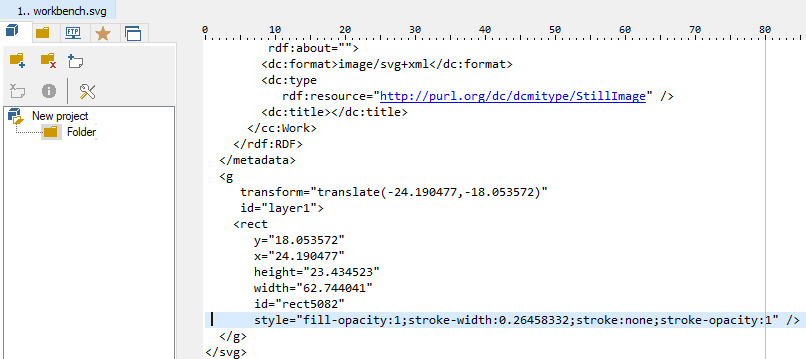 1.. workbench.svg
FTP
0 10 20 30 40 50 60 70 80
rdf:about="">
<dc:format>image/svg+xml</dc:format>
<dc:type
rdf:resource="http://purl.org/dc/dcmitype/StillImage" />
<dc:title></dc:title>
</cc:Work>
</rdf:RDF>
</metadata>
<g
transform="translate(-24.190477,-18.053572)"
id="layer1">
<rect
y="18.053572"
x="24.190477"
height="23.434523"
width="62.744041"
id="rect5082"
style="fill-opacity:1;stroke-width:0.26458332;stroke:none;stroke-opacity:1" />
</g>
</svg>
New project
Folder